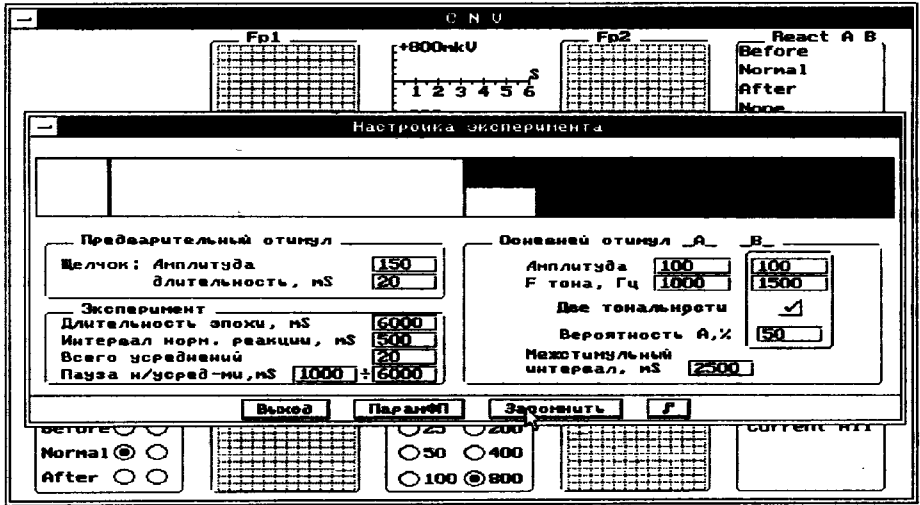 C N V
Fp1
+800mkV
Fp2
React A B
Before
Normal
After
None
S
1 2 3 4 5 6
Настройка эксперимента
Предварительный стимул
Щелчок: Амплитуда 150
длительность, mS 20
Эксперимент
Длительность эпохи, mS 6000
Интервал норм. реакции, mS 500
Всего усреднений 20
Пауза н/усред-ми,mS 1000 ÷ 6000
Основней стимул _A_ _B_
Амплитуда 100 100
F тона, Гц 1000 1500
Две тональности
Вероятность A,% 50
Межстимульный
интервал, mS 2500
Выход
ПарамФП
Запомнить
Before
Normal
After
25 200
50 400
100 800
Current All